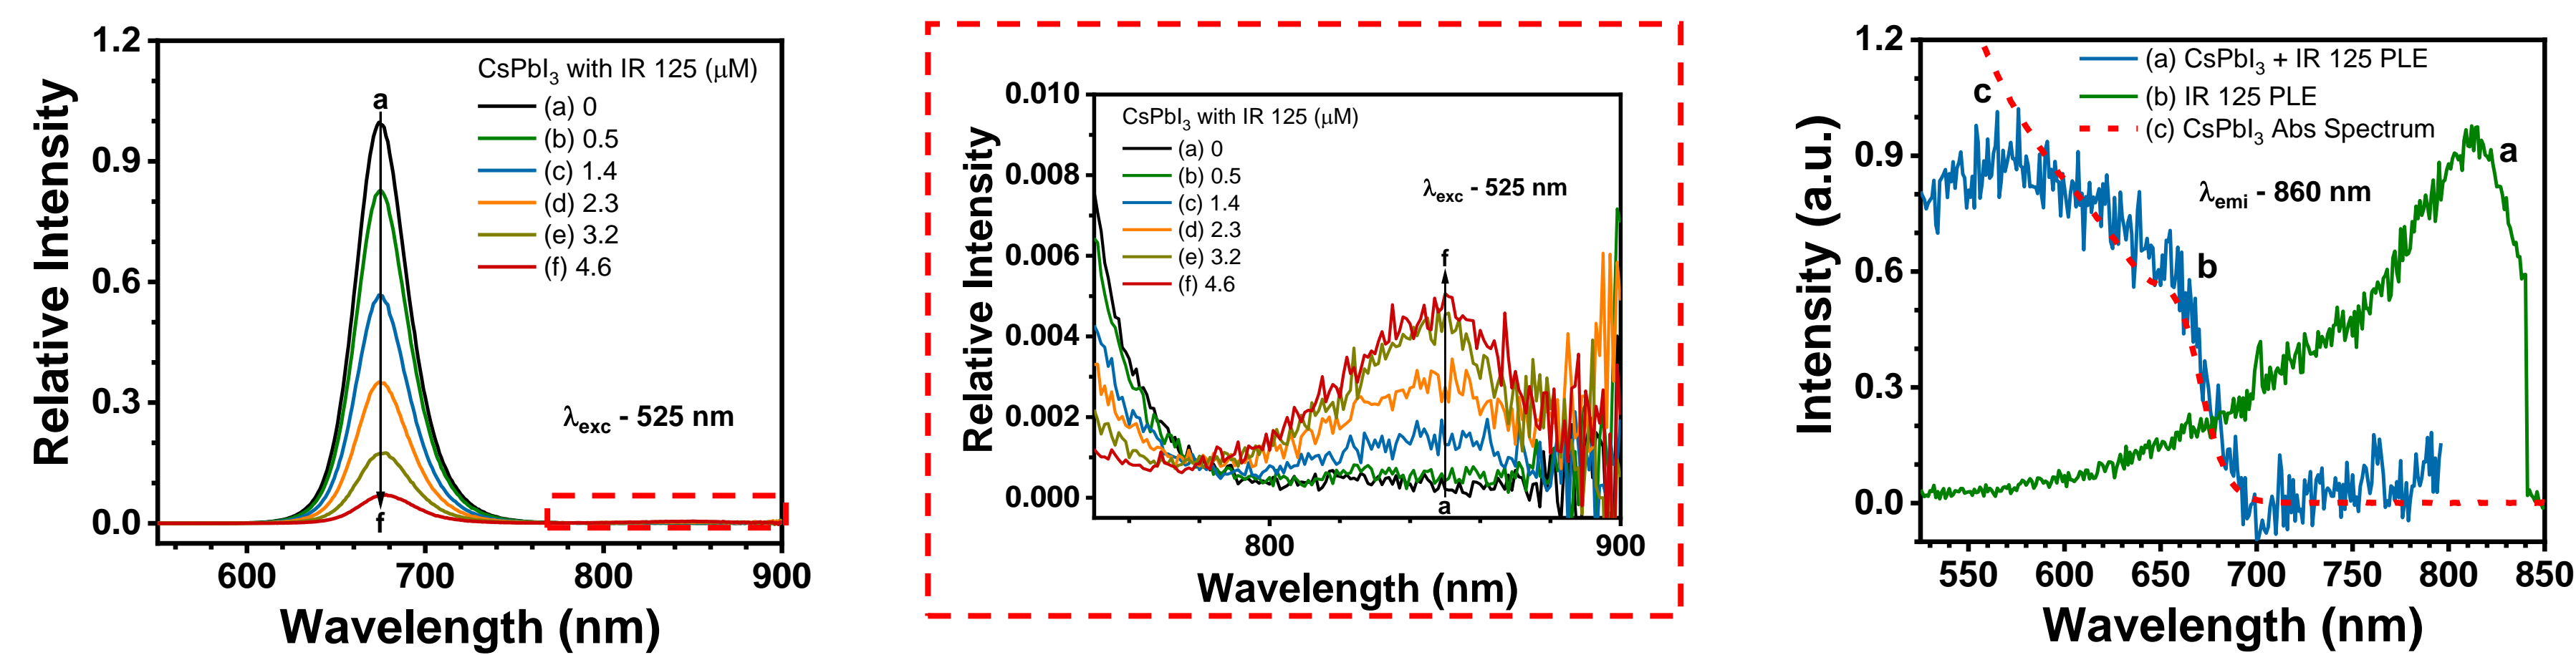 1.2
0.9
0.6
0.3
0.0
Relative Intensity
CsPbI3 with IR 125 (μM)
(a) 0
(b) 0.5
(c) 1.4
(d) 2.3
(e) 3.2
(f) 4.6
a
f
λexc - 525 nm
600 700 800 900
Wavelength (nm)
0.010
0.008
0.006
0.004
0.002
0.000
Relative Intensity
CsPbI3 with IR 125 (μM)
(a) 0
(b) 0.5
(c) 1.4
(d) 2.3
(e) 3.2
(f) 4.6
λexc - 525 nm
f
a
800 900
Wavelength (nm)
1.2
0.9
0.6
0.3
0.0
Intensity (a.u.)
(a) CsPbI3 + IR 125 PLE
(b) IR 125 PLE
(c) CsPbI3 Abs Spectrum
c
a
λemi - 860 nm
b
550 600 650 700 750 800 850
Wavelength (nm)